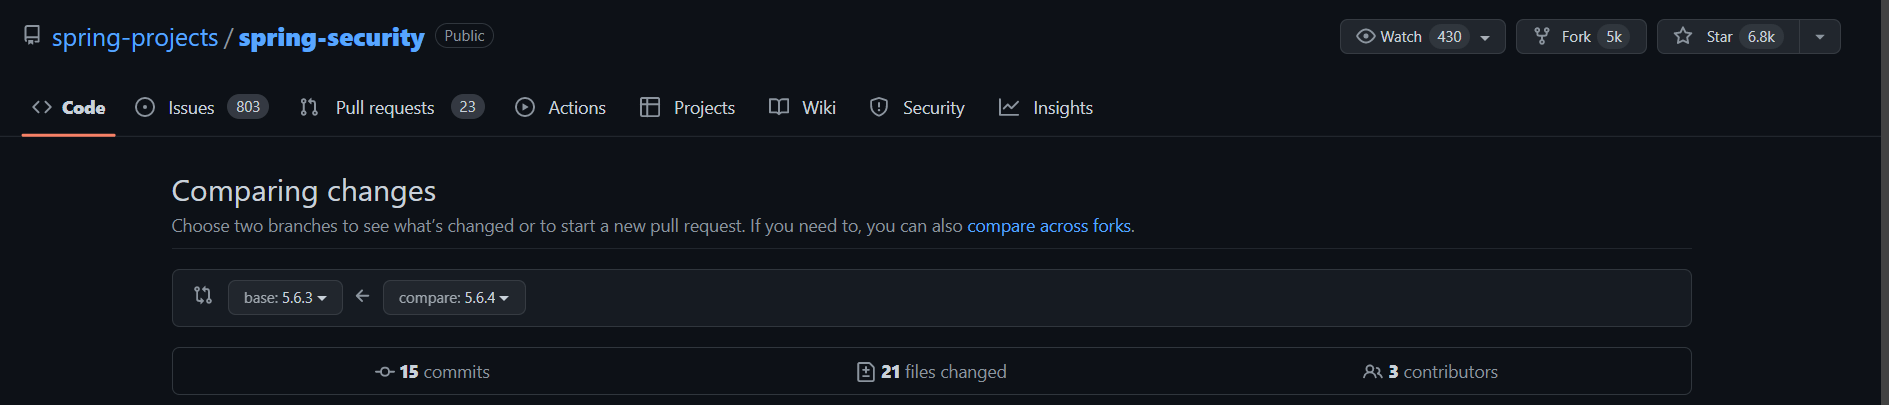 spring-projects / spring-security Public Watch 430 Fork 5k Star 6.8k
Code Issues 803 Pull requests 23 Actions Projects Wiki Security Insights
Comparing changes
Choose two branches to see what's changed or to start a new pull request. If you need to, you can also compare across forks.
base: 5.6.3 ← compare: 5.6.4
15 commits 21 files changed 3 contributors